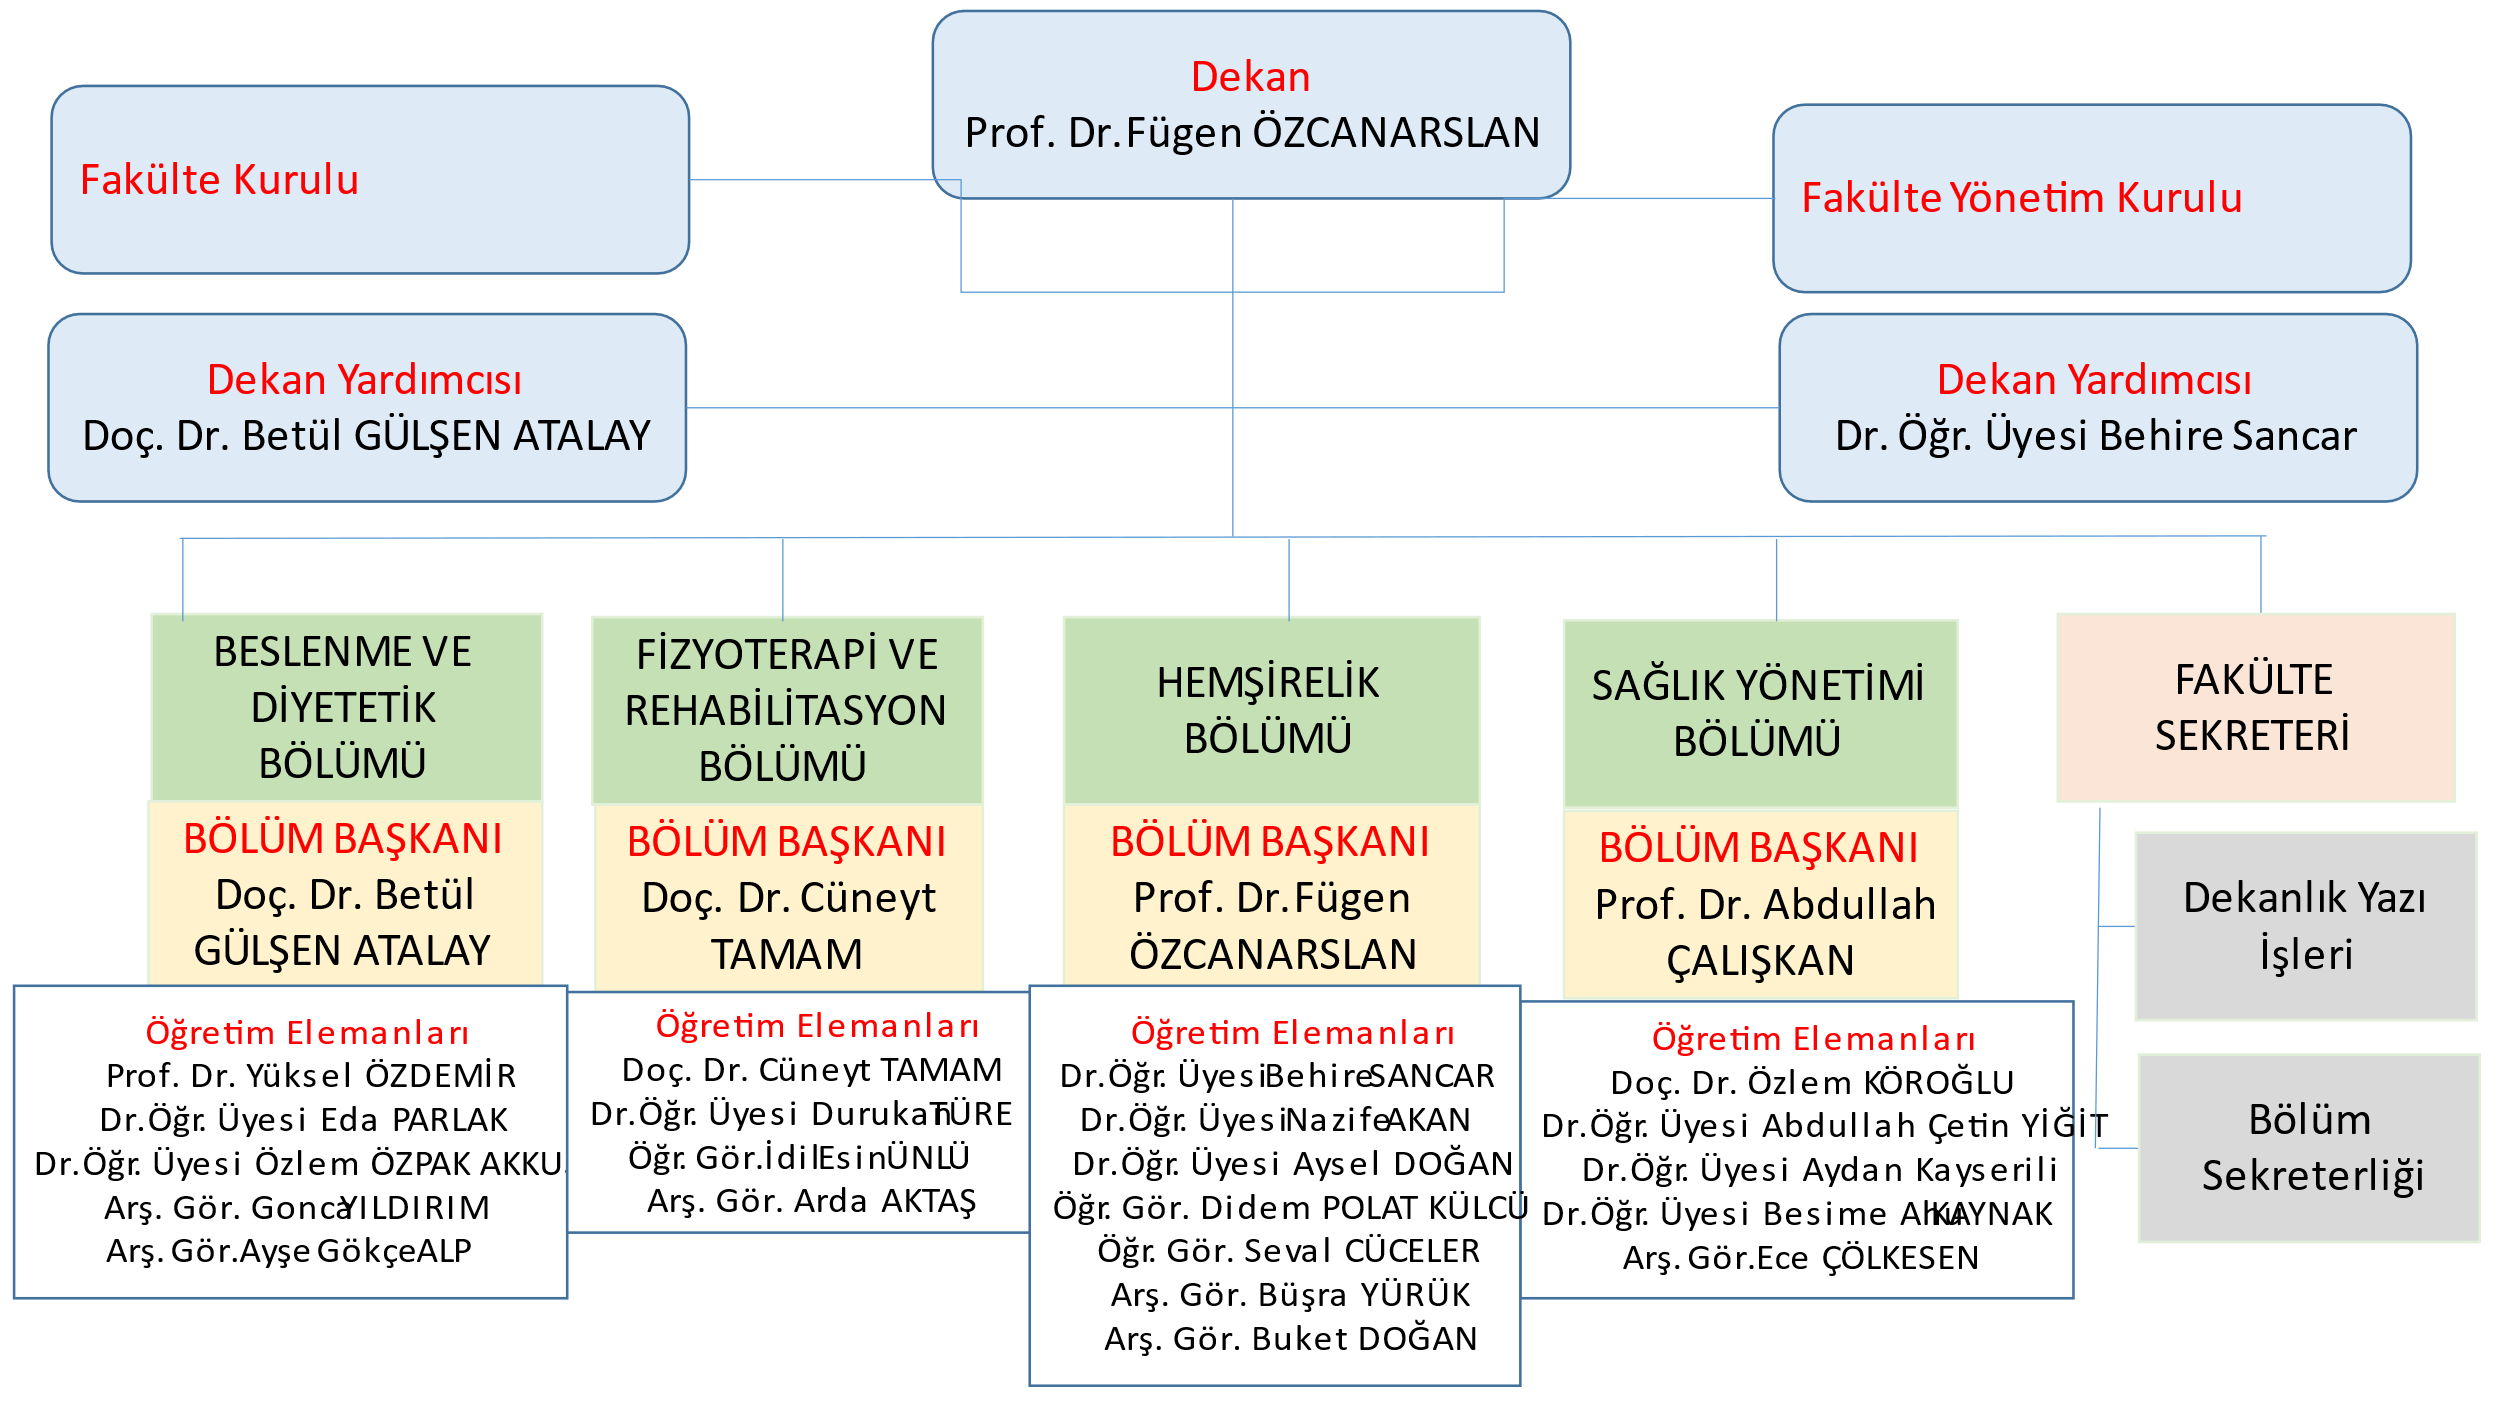 Dekan
Prof. Dr. Fügen ÖZCANARSLAN
Fakülte Kurulu
Fakülte Yönetim Kurulu
Dekan Yardımcısı
Doç. Dr. Betül GÜLŞEN ATALAY
Dekan Yardımcısı
Dr. Öğr. Üyesi Behire Sancar
BESLENME VE
DİYETETİK
BÖLÜMÜ
BÖLÜM BAŞKANI
Doç. Dr. Betül
GÜLŞEN ATALAY
Öğretim Elemanları
Prof. Dr. Yüksel ÖZDEMİR
Dr.Öğr. Üyesi Eda PARLAK
Dr.Öğr. Üyesi Özlem ÖZPAK
Arş. Gör. Gonca YILDIRIM
Arş. Gör.Ayşe Gökçe ALP
FİZYOTERAPİ VE
REHABİLİTASYON
BÖLÜMÜ
BÖLÜM BAŞKANI
Doç. Dr. Cüneyt
TAMAM
Öğretim Elemanları
Doç. Dr. Cüneyt TAMAM
Dr.Öğr. Üyesi Durukan TÜRE
Öğr. Gör.İdil Esin ÜNLÜ
Arş. Gör. Arda AKTAŞ
HEMŞİRELİK
BÖLÜMÜ
BÖLÜM BAŞKANI
Prof. Dr. Fügen
ÖZCANARSLAN
Öğretim Elemanları
Dr.Öğr. Üyesi Behire SANCAR
Dr.Öğr. Üyesi Nazife AKAN
Dr.Öğr. Üyesi Aysel DOĞAN
Öğr. Gör. Didem POLAT KÜLCÜ
Öğr. Gör. Seval CÜCELER
Arş. Gör. Büşra YÜRÜK
Arş. Gör. Buket DOĞAN
SAĞLIK YÖNETİMİ
BÖLÜMÜ
BÖLÜM BAŞKANI
Prof. Dr. Abdullah
ÇALIŞKAN
Öğretim Elemanları
Doç. Dr. Özlem KÖROĞLU
Dr.Öğr. Üyesi Abdullah Çetin YİĞİT
Dr.Öğr. Üyesi Aydan Kayserili
Dr.Öğr. Üyesi Besime Ahu KAYNAK
Arş. Gör.Ece ÇÖLKESEN
FAKÜLTE
SEKRETERİ
Dekanlık Yazı
İşleri
Bölüm
Sekreterliği